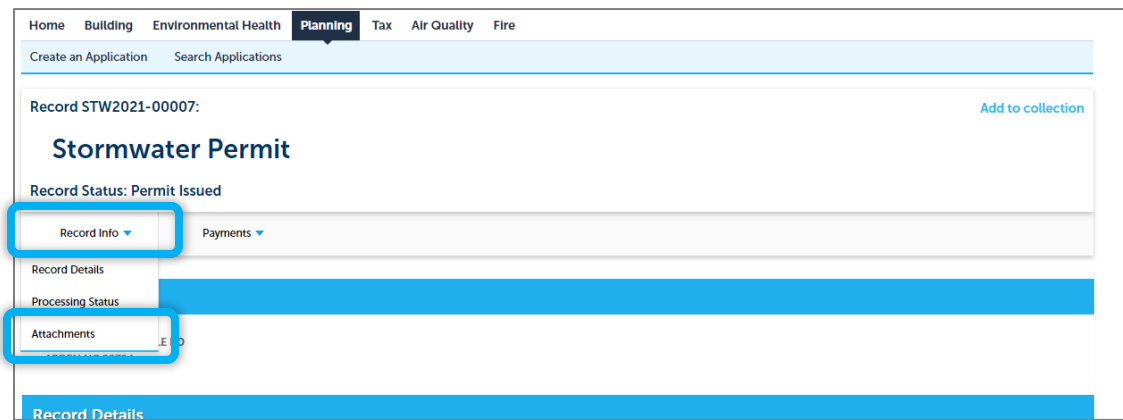 Home Building Environmental Health Planning Tax Air Quality Fire
Create an Application Search Applications
Record STW2021-00007: Add to collection
Stormwater Permit
Record Status: Permit Issued
Record Info Payments
Record Details
Processing Status
Attachments
Record Details